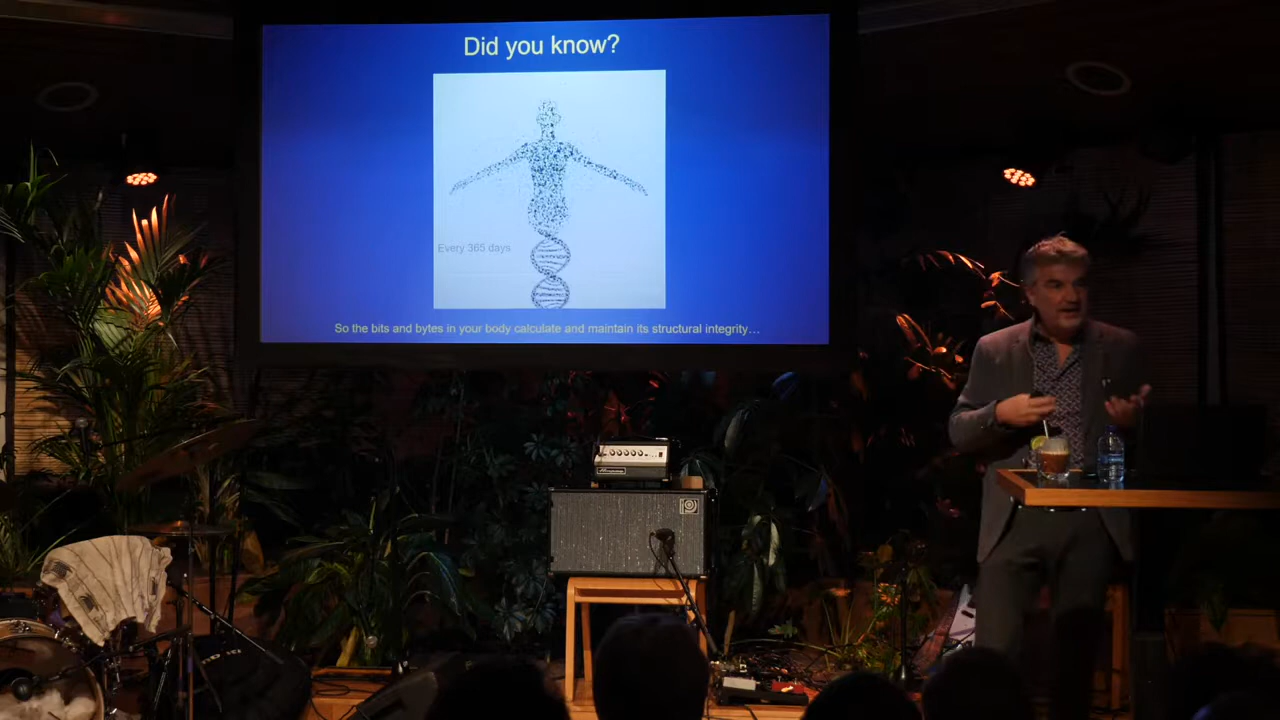 Did you know?
Every 365 days
So the bits and bytes in your body calculate and maintain its structural integrity...